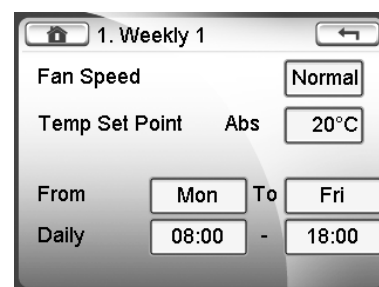 1. Weekly 1
Fan Speed Normal
Temp Set Point Abs 20°C
From Mon To Fri
Daily 08:00 - 18:00